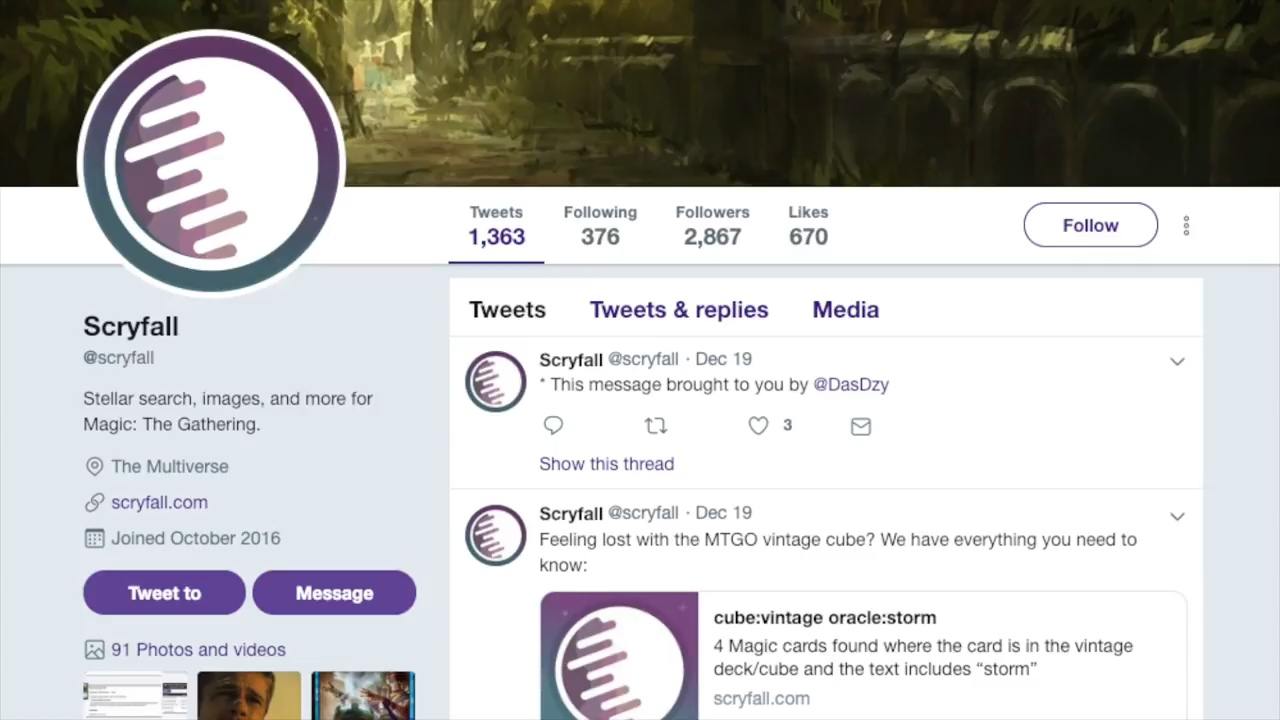 Tweets
1,363
Following
376
Followers
2,867
Likes
670
Follow
Scryfall
@scryfall
Stellar search, images, and more for
Magic: The Gathering.
The Multiverse
scryfall.com
Joined October 2016
Tweet to
Message
91 Photos and videos
Tweets
Tweets & replies
Media
Scryfall @scryfall · Dec 19
* This message brought to you by @DasDzy
3
Show this thread
Scryfall @scryfall · Dec 19
Feeling lost with the MTGO vintage cube? We have everything you need to
know:
cube:vintage oracle:storm
4 Magic cards found where the card is in the vintage
deck/cube and the text includes “storm”
scryfall.com